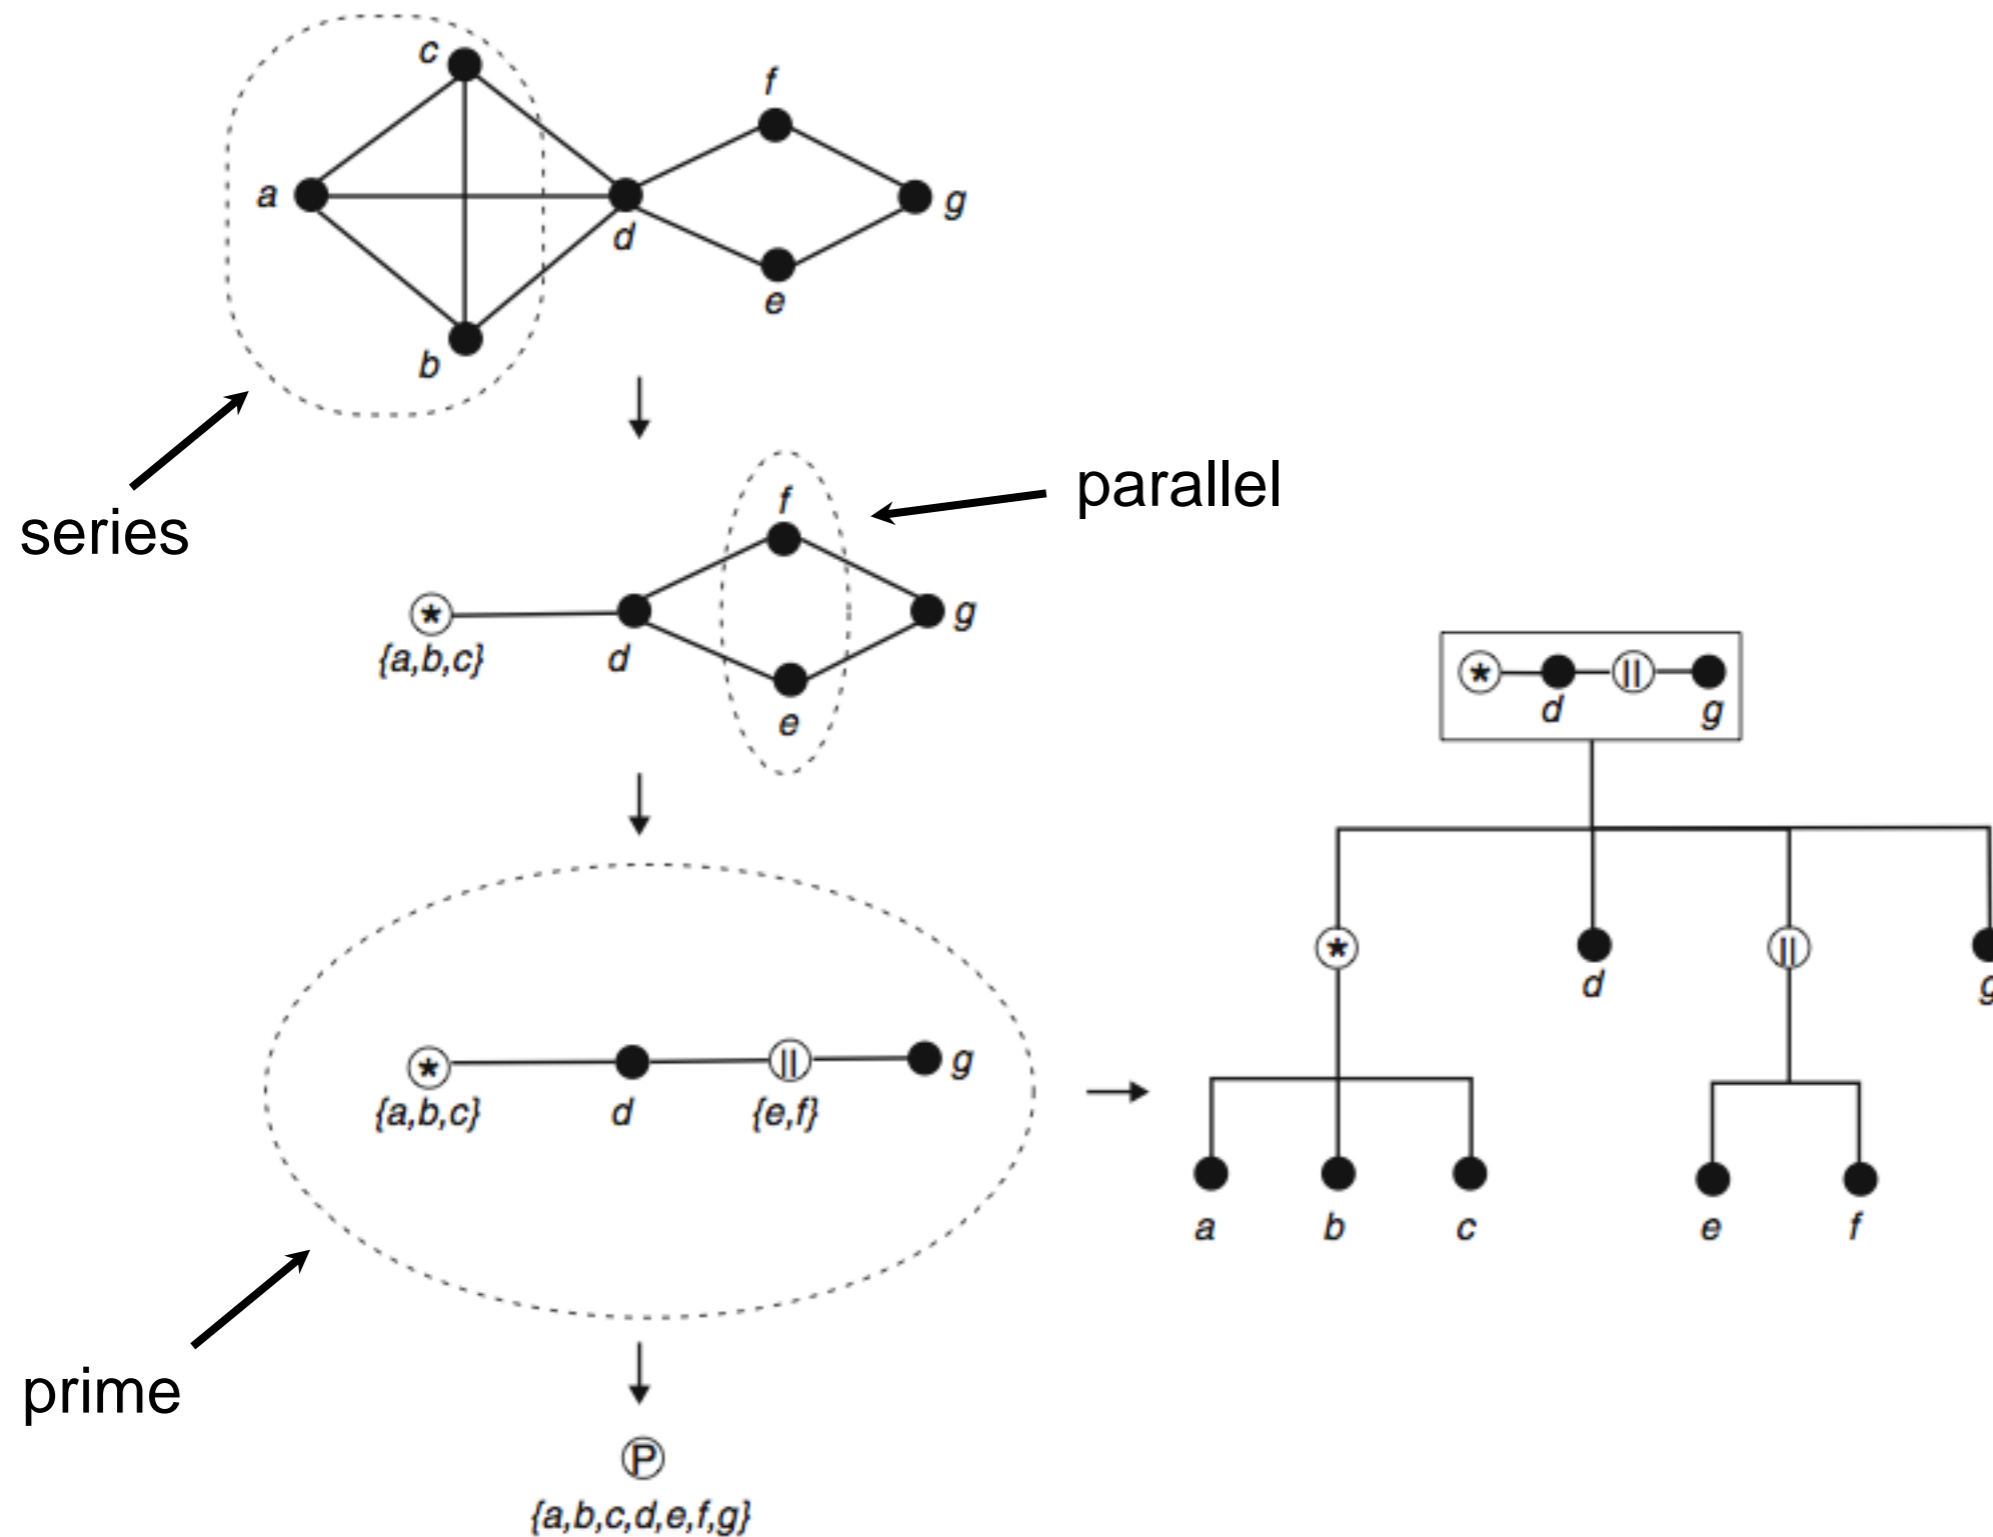 c
f
a
g
d
e
b
series
f
parallel
*
g
{a,b,c}
d
e
* ||
d g
* ||
d
g
* || g
{a,b,c} d {e,f}
a b c e f
prime
P
{a,b,c,d,e,f,g}